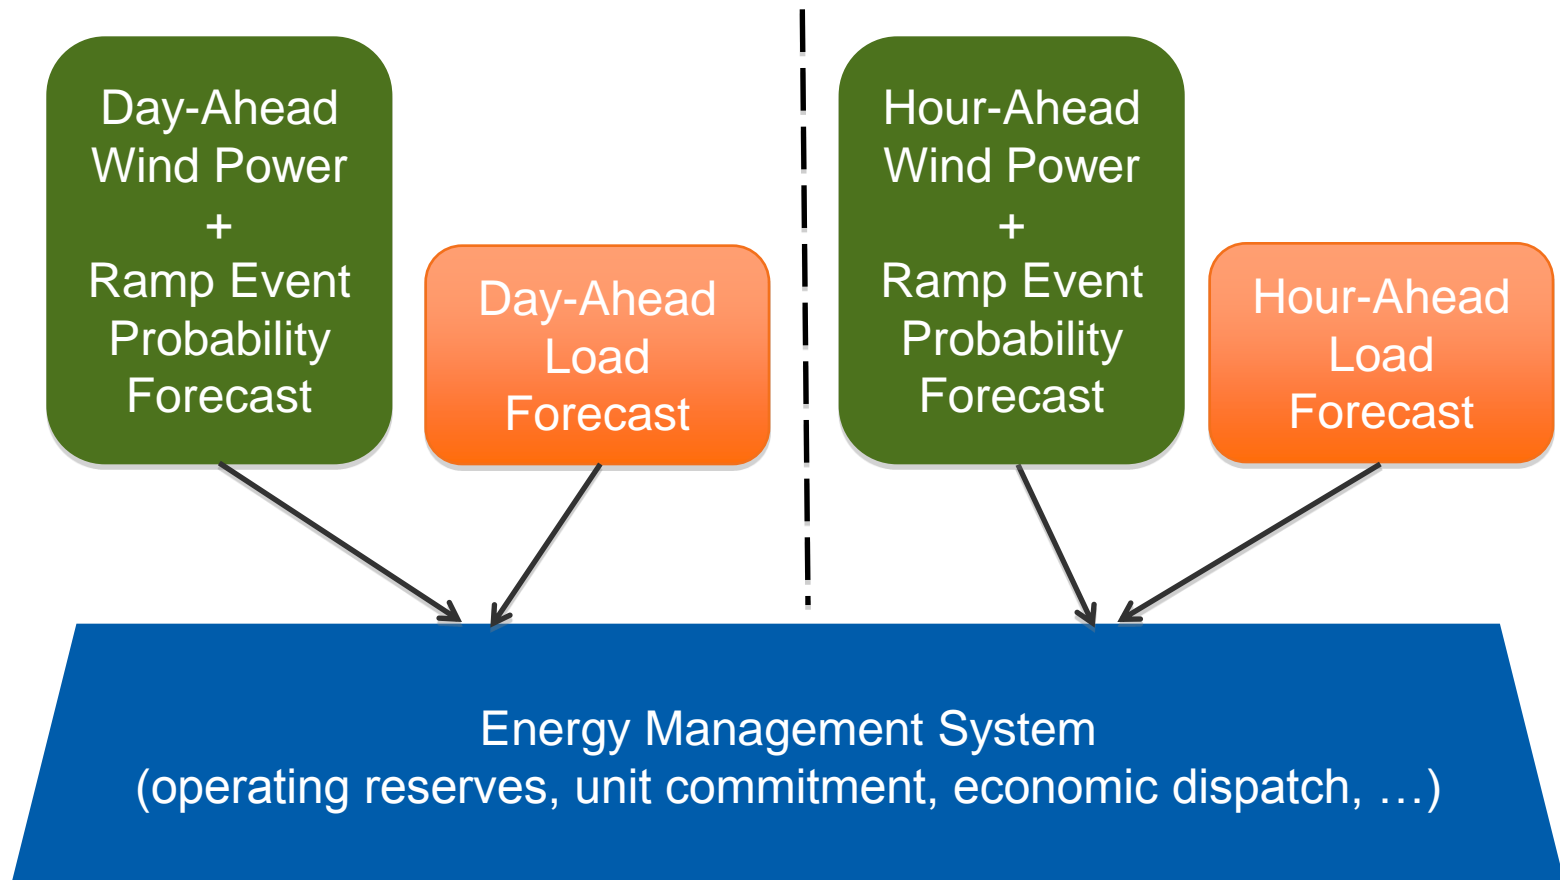 Day-Ahead
Wind Power
+
Ramp Event
Probability
Forecast
Day-Ahead
Load
Forecast
Hour-Ahead
Wind Power
+
Ramp Event
Probability
Forecast
Hour-Ahead
Load
Forecast
Energy Management System
(operating reserves, unit commitment, economic dispatch, …)